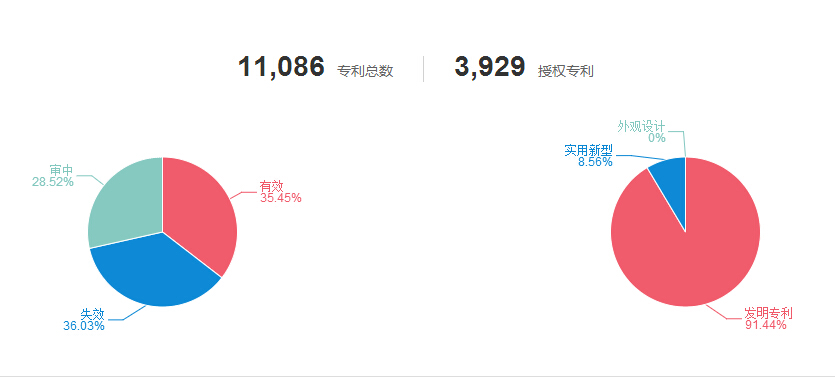 11,086 专利总数
3,929 授权专利
审中
28.52%
有效
35.45%
失效
36.03%
外观设计
0%
实用新型
8.56%
发明专利
91.44%